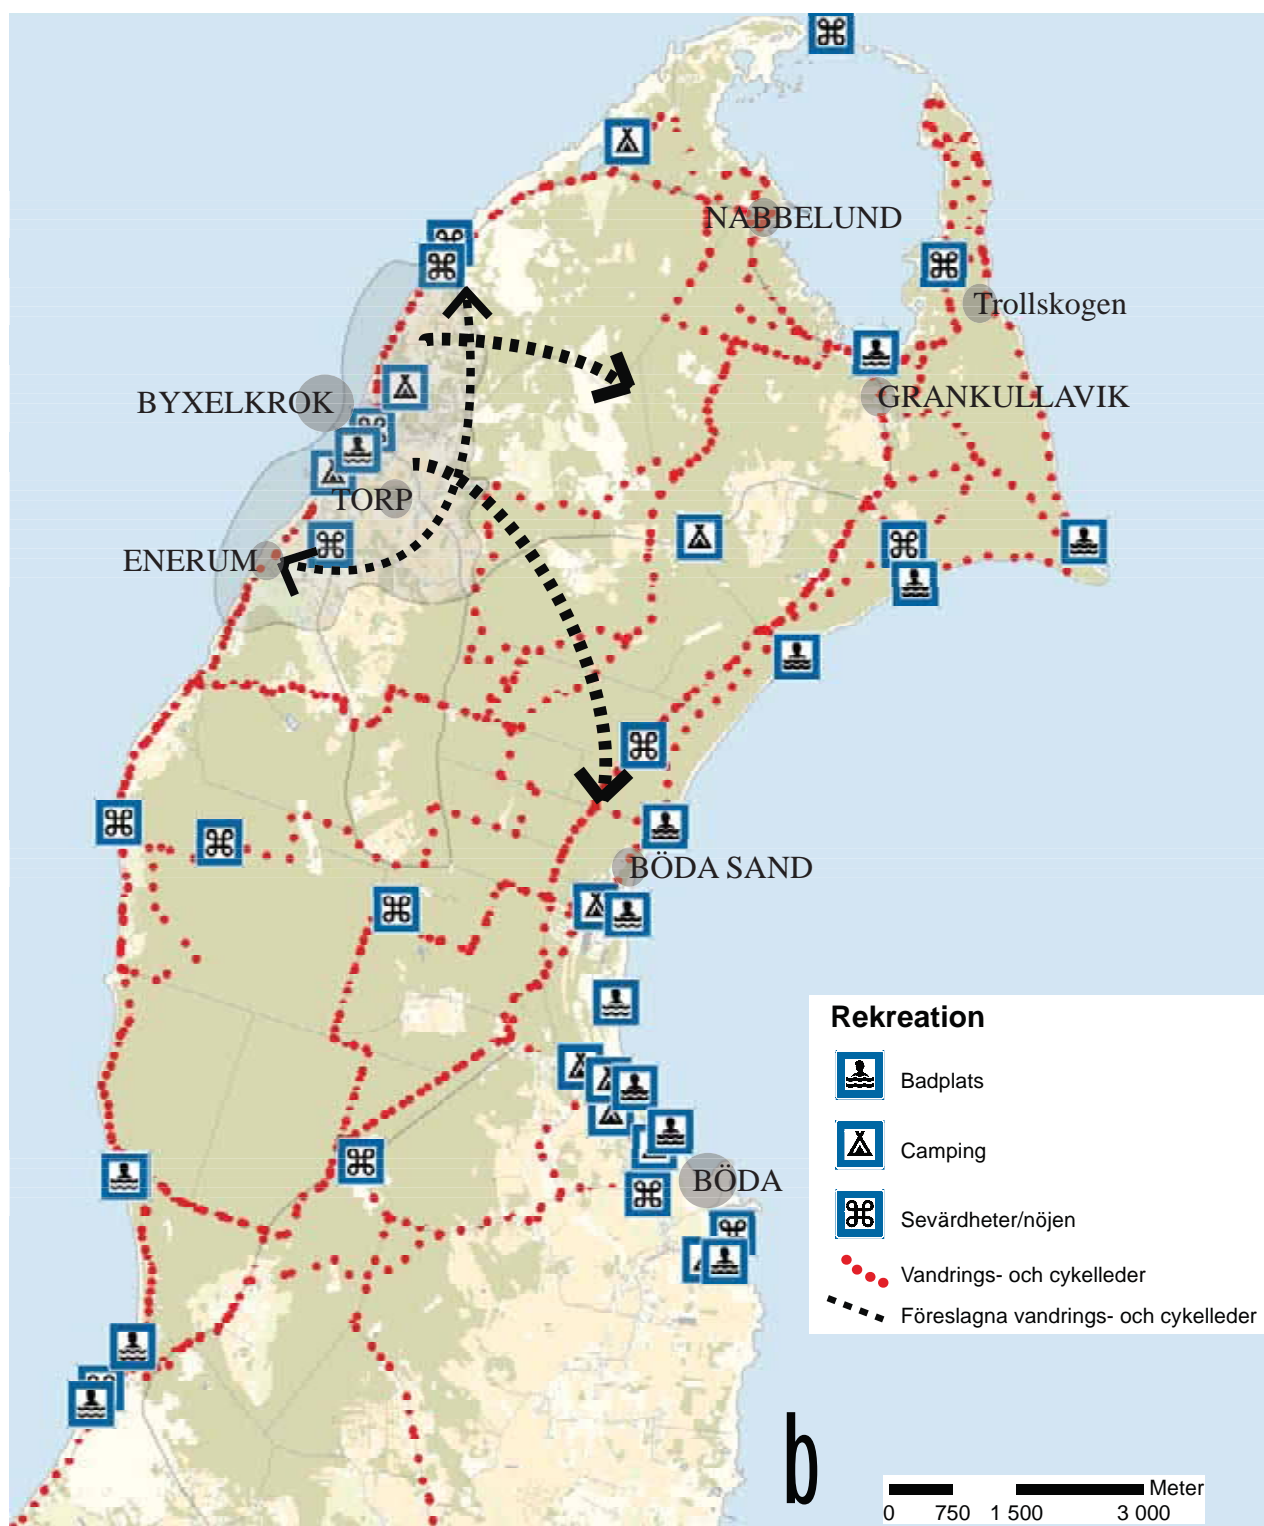 NABBELUND
Trollskogen
BYXELKROK
GRANKULLAVIK
TORP
ENERUM
BÖDA SAND
Rekreation
Badplats
Camping
BÖDA
Sevärdheter/nöjen
Vandrings- och cykelleder
Föreslagna vandrings- och cykelleder
b
Meter
0 750 1 500 3 000